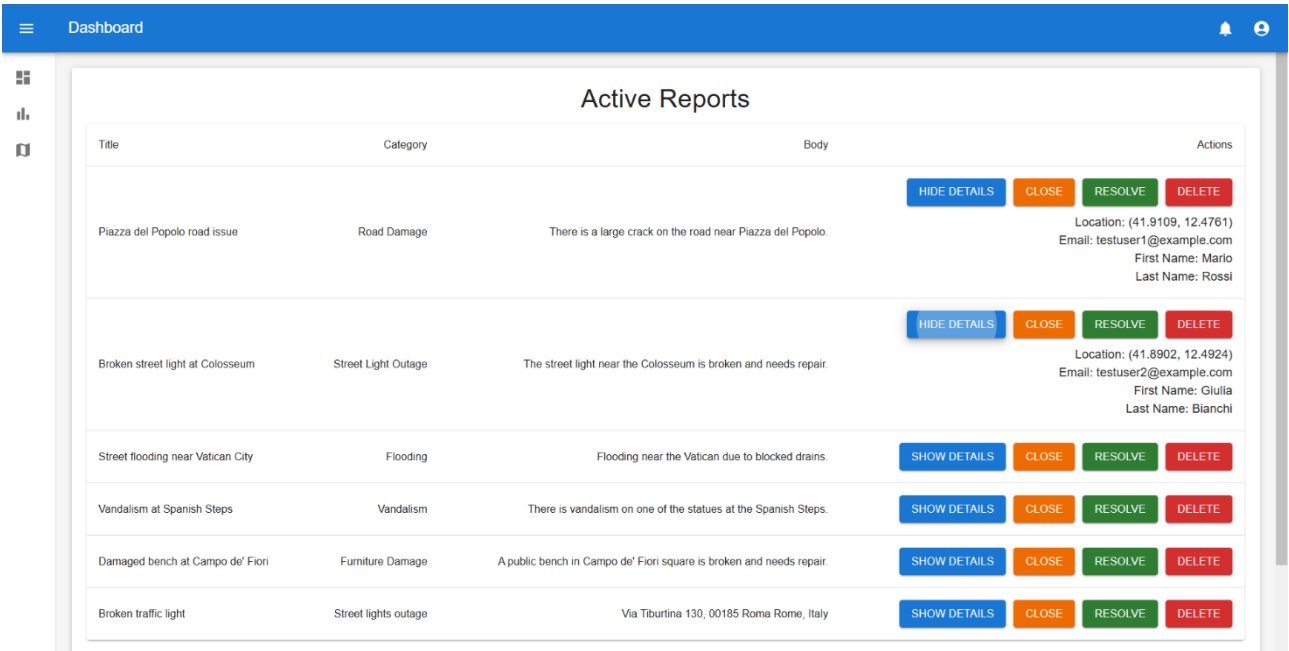 Dashboard
Active Reports
Title Category Body Actions
HIDE DETAILS CLOSE RESOLVE DELETE
Piazza del Popolo road issue Road Damage There is a large crack on the road near Piazza del Popolo.
Location: (41.9109, 12.4761)
Email: testuser1@example.com
First Name: Mario
Last Name: Rossi
HIDE DETAILS CLOSE RESOLVE DELETE
Broken street light at Colosseum Street Light Outage The street light near the Colosseum is broken and needs repair.
Location: (41.8902, 12.4924)
Email: testuser2@example.com
First Name: Giulia
Last Name: Bianchi
Street flooding near Vatican City Flooding Flooding near the Vatican due to blocked drains. SHOW DETAILS CLOSE RESOLVE DELETE
Vandalism at Spanish Steps Vandalism There is vandalism on one of the statues at the Spanish Steps. SHOW DETAILS CLOSE RESOLVE DELETE
Damaged bench at Campo de' Fiori Furniture Damage A public bench in Campo de' Fiori square is broken and needs repair. SHOW DETAILS CLOSE RESOLVE DELETE
Broken traffic light Street lights outage Via Tiburtina 130, 00185 Roma Rome, Italy SHOW DETAILS CLOSE RESOLVE DELETE